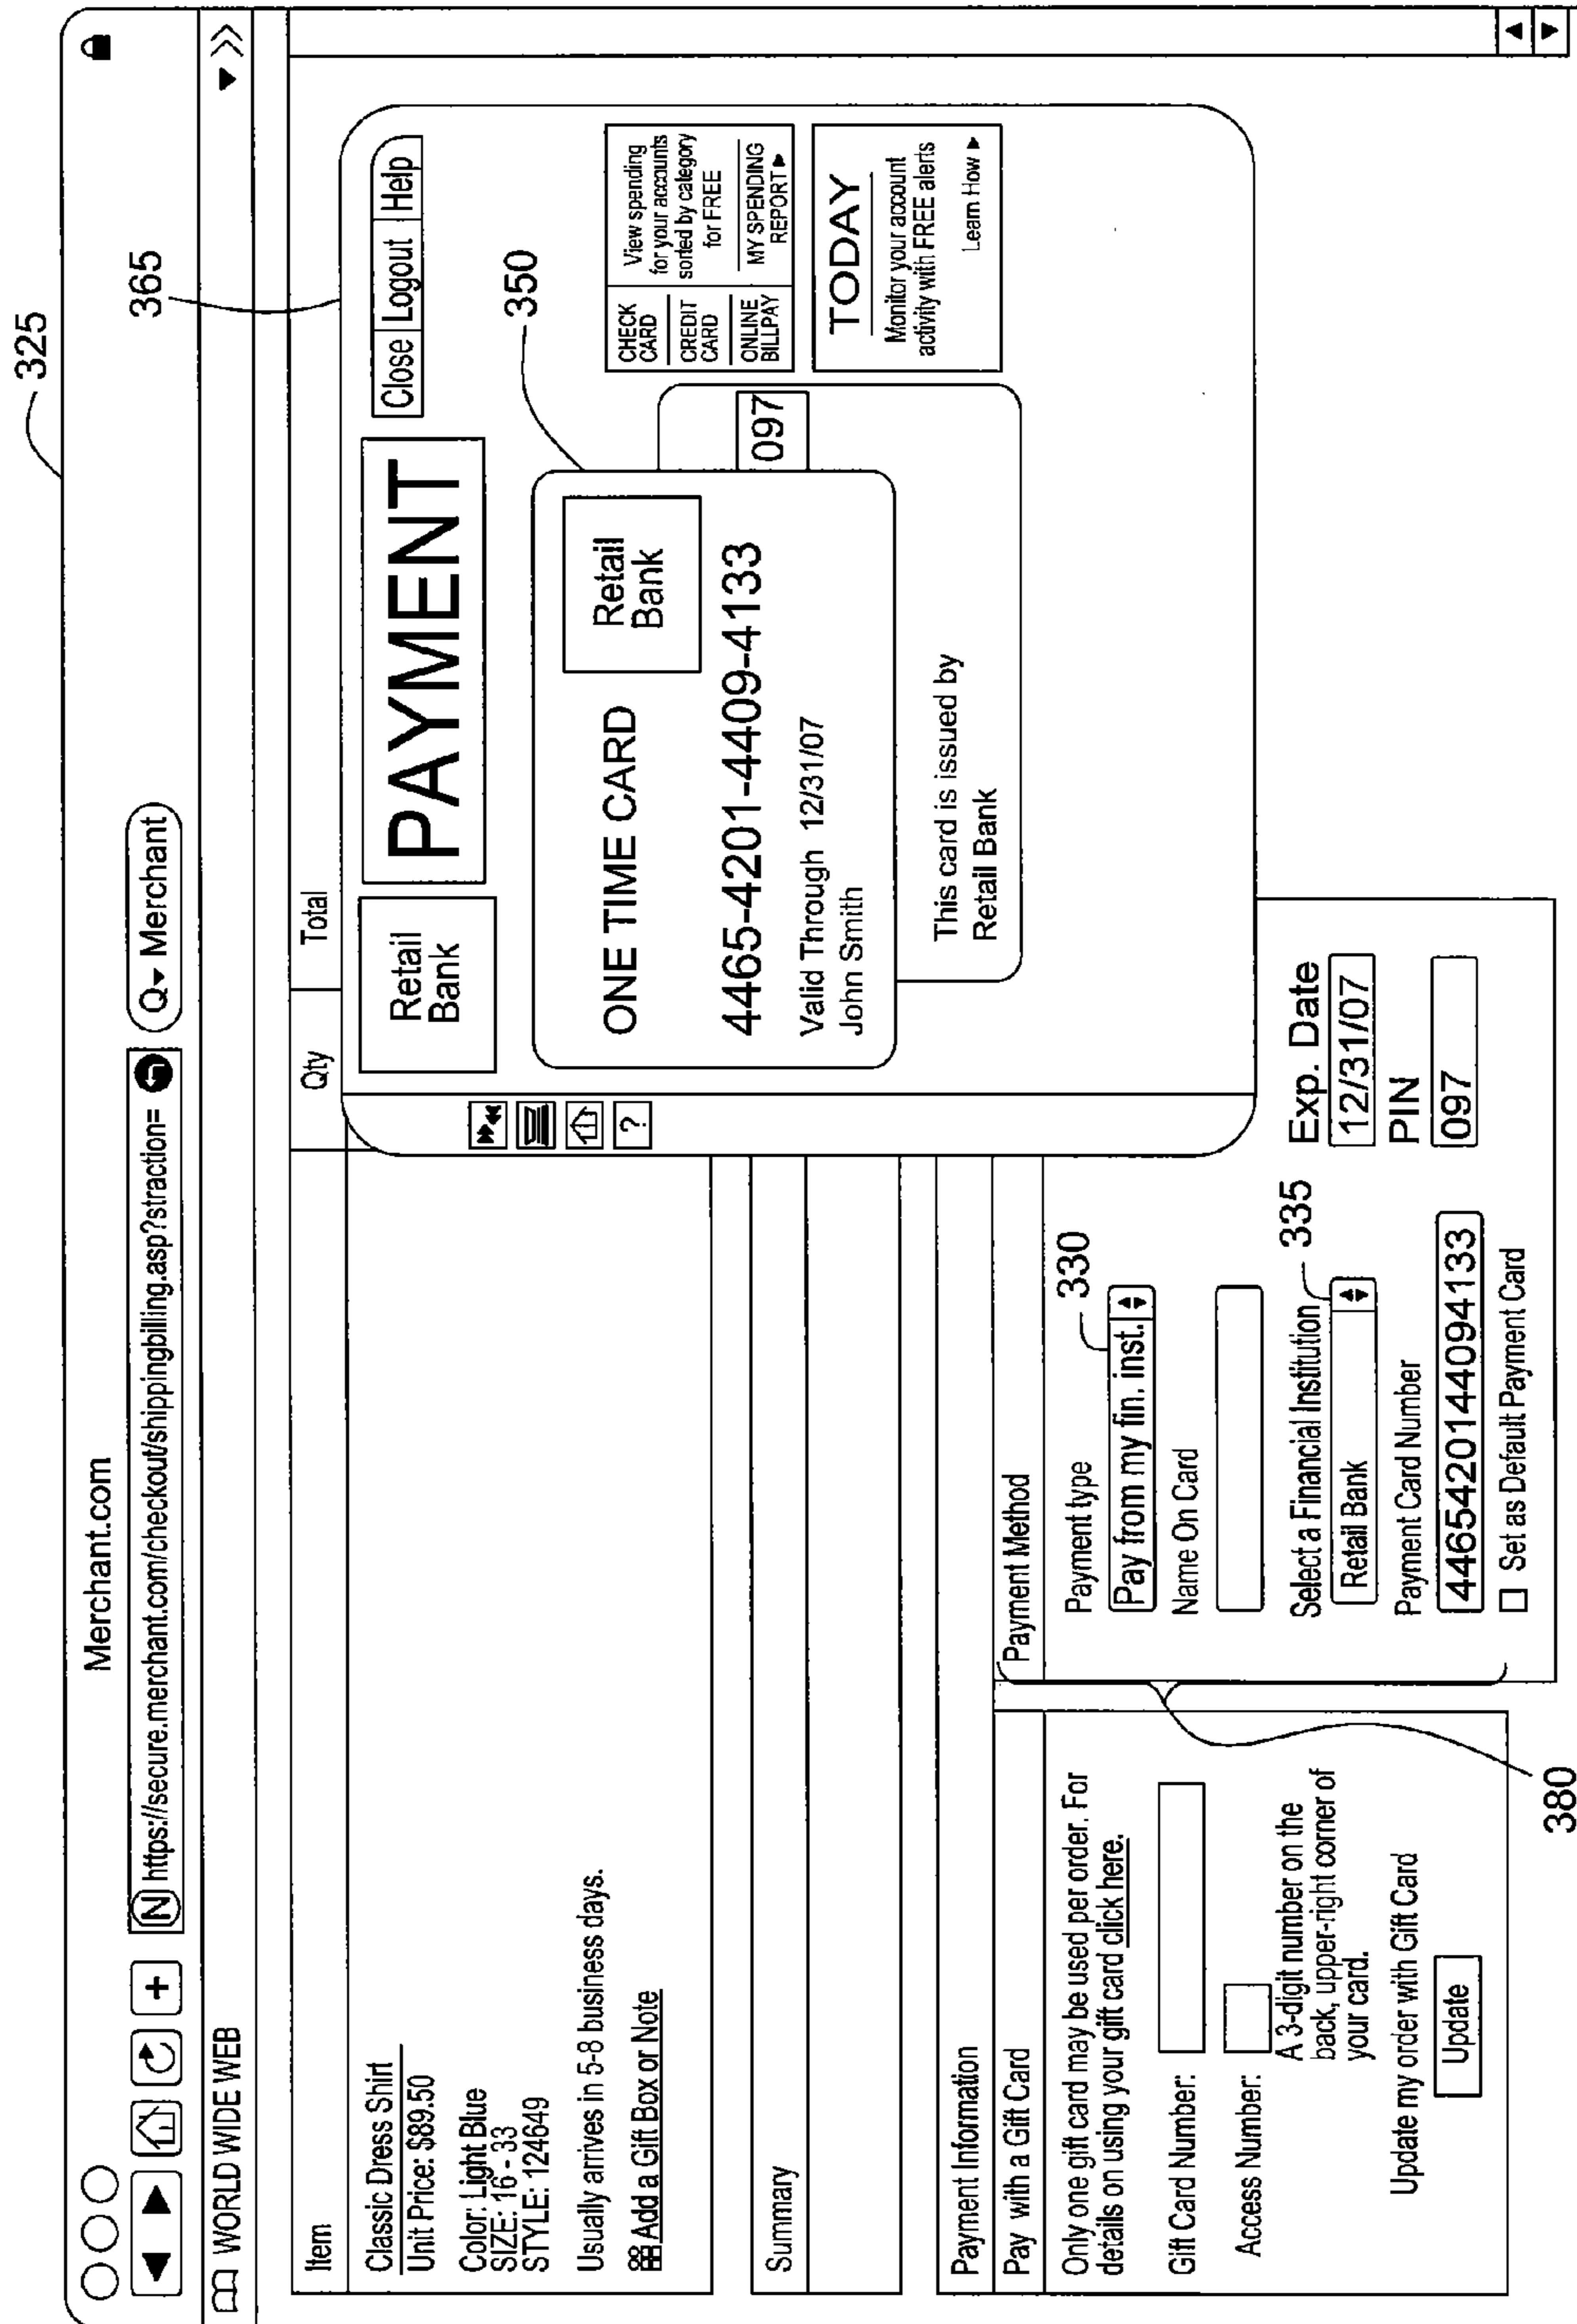 325
Merchant.com
https://secure.merchant.com/checkout/shippingbilling.asp?straction=
Q Merchant
365
WORLD WIDE WEB
Item
Qty
Total
Classic Dress Shirt
Unit Price: $89.50
Color: Light Blue
SIZE: 16 - 33
STYLE: 124649
Usually arrives in 5-8 business days.
Add a Gift Box or Note
Retail
Bank
PAYMENT
Close
Logout
Help
?
350
ONE TIME CARD
Retail
Bank
4465-4201-4409-4133
Valid Through 12/31/07
John Smith
097
This card is issued by
Retail Bank
CHECK
CARD
CREDIT
CARD
ONLINE
BILLPAY
View spending
for your accounts
sorted by category
for FREE
MY SPENDING
REPORT
TODAY
Monitor your account
activity with FREE alerts
Learn How
Summary
Payment Information
Pay with a Gift Card
Only one gift card may be used per order. For
details on using your gift card click here.
Gift Card Number:
Access Number:
A 3-digit number on the
back, upper-right corner of
your card.
Update my order with Gift Card
Update
380
Payment Method
Payment type
330
Pay from my fin. inst.
Name On Card
Select a Financial Institution
335
Retail Bank
Payment Card Number
4465420144094133
Set as Default Payment Card
Exp. Date
12/31/07
PIN
097